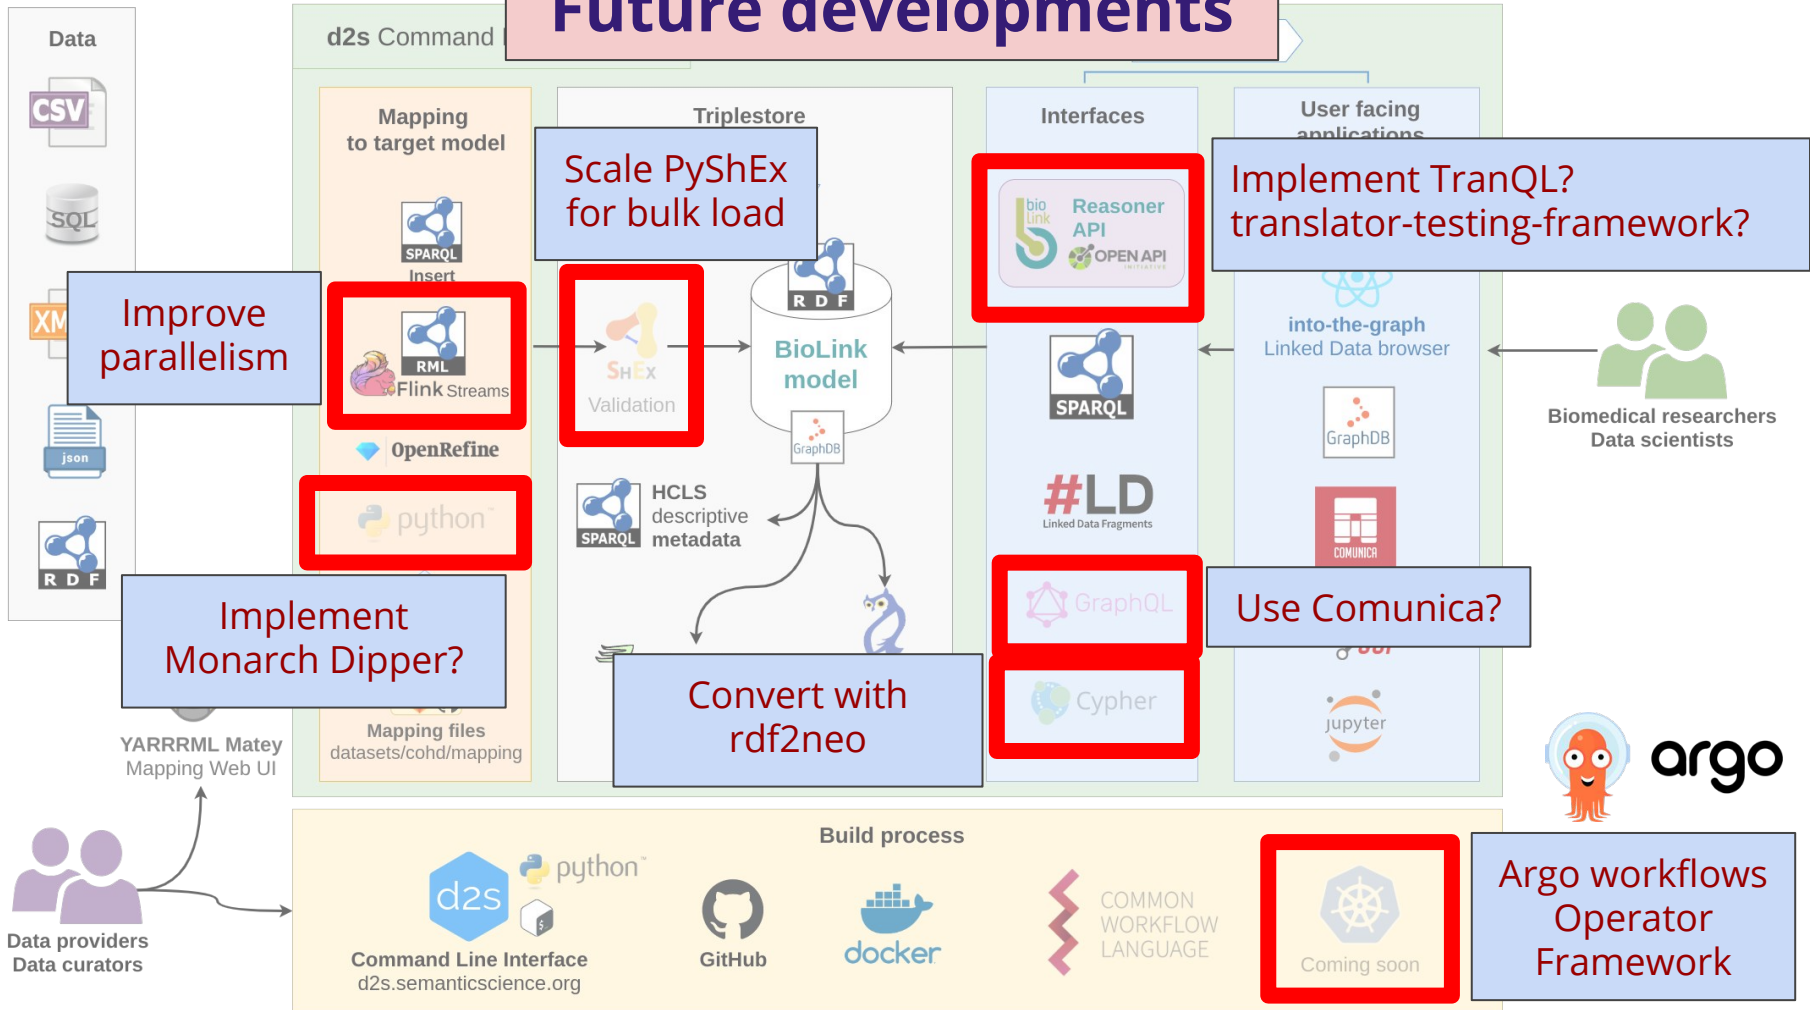 Future developments
d2s Command
Data
CSV
SQL
XM
json
RDF
Mapping
to target model
SPARQL
Insert
RML
Flink Streams
OpenRefine
python
Mapping files
datasets/cohd/mapping
Improve
parallelism
Implement
Monarch Dipper?
YARRRML Matey
Mapping Web UI
Data providers
Data curators
Triplestore
Scale PyShEx
for bulk load
ShEx
Validation
RDF
BioLink
model
GraphDB
SPARQL
HCLS
descriptive
metadata
Convert with
rdf2neo
Interfaces
bio
link
Reasoner
API
OPEN API
INITIATIVE
SPARQL
#LD
Linked Data Fragments
GraphQL
Cypher
User facing
applications
Implement TranQL?
translator-testing-framework?
into-the-graph
Linked Data browser
GraphDB
COMUNICA
Use Comunica?
jupyter
Biomedical researchers
Data scientists
argo
Argo workflows
Operator
Framework
Build process
d2s
python
$
Command Line Interface
d2s.semanticscience.org
GitHub
docker
COMMON
WORKFLOW
LANGUAGE
Coming soon